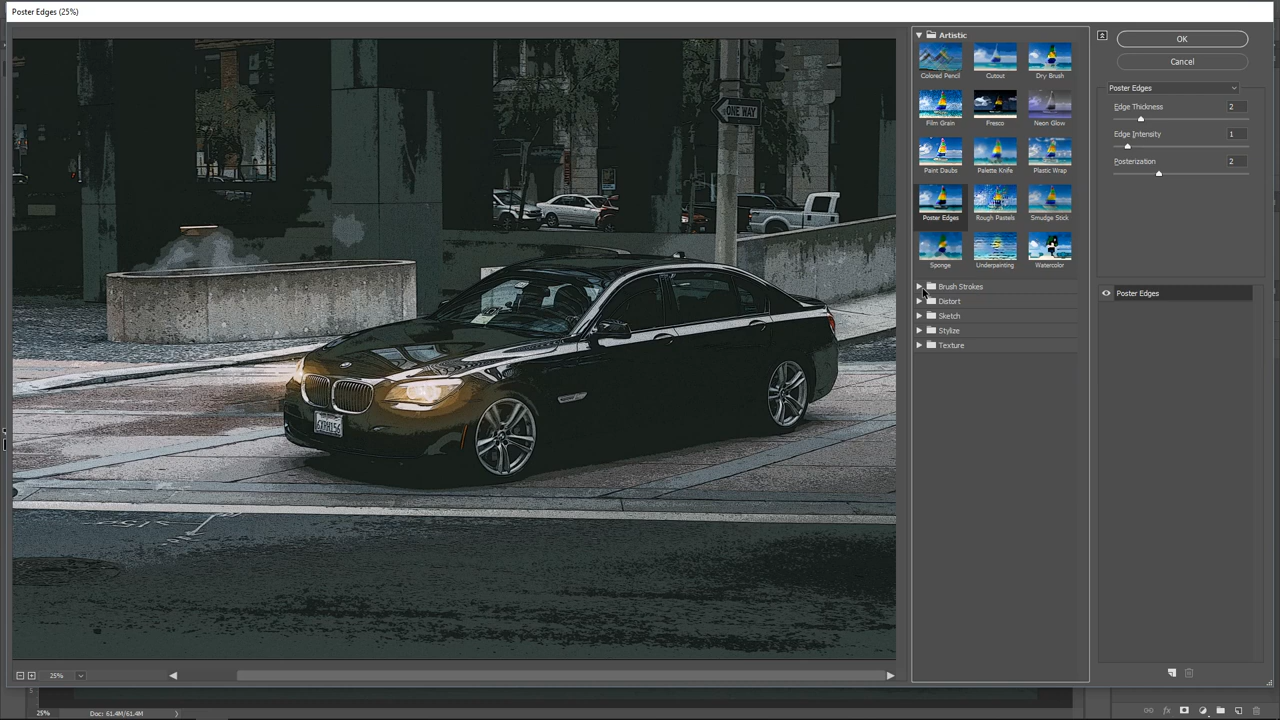 Poster Edges (25%)
ONE WAY
Artistic
Colored Pencil
Cutout
Dry Brush
Film Grain
Fresco
Neon Glow
Paint Daubs
Palette Knife
Plastic Wrap
Poster Edges
Rough Pastels
Smudge Stick
Sponge
Underpainting
Watercolor
Brush Strokes
Distort
Sketch
Stylize
Texture
OK
Cancel
Poster Edges
Edge Thickness 2
Edge Intensity 1
Posterization 2
Poster Edges
25%
25% Doc: 61.4M/61.4M
fx